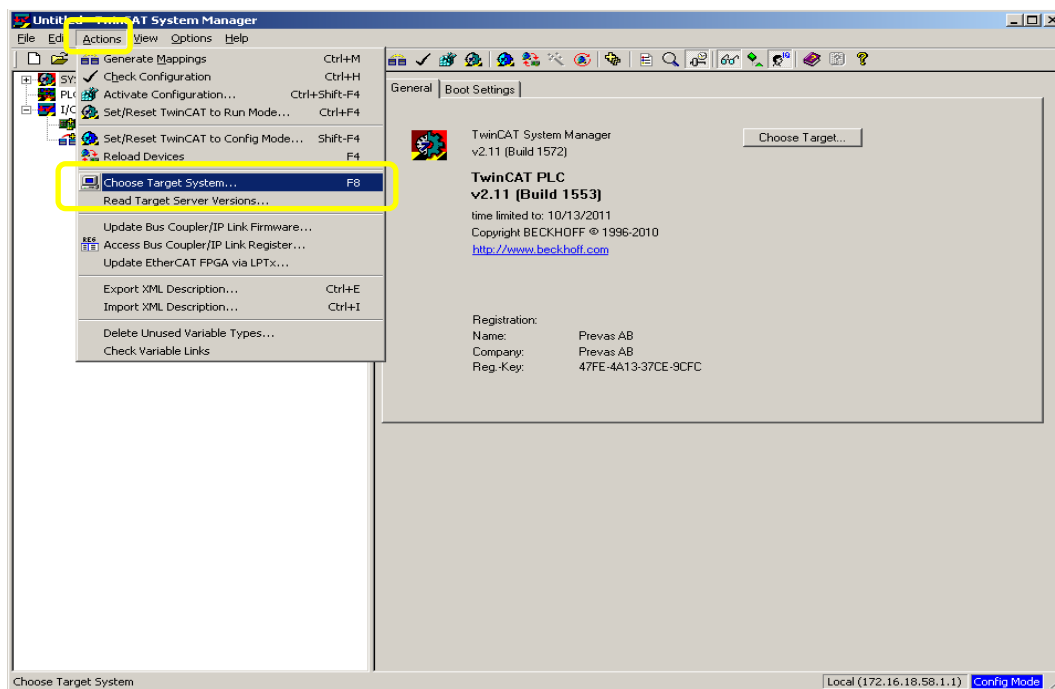 Untitled - TwinCAT System Manager
File Edit Actions View Options Help
Generate Mappings Ctrl+M
Check Configuration Ctrl+H
Activate Configuration... Ctrl+Shift-F4
Set/Reset TwinCAT to Run Mode... Ctrl+F4
Set/Reset TwinCAT to Config Mode... Shift-F4
Reload Devices F4
Choose Target System... F8
Read Target Server Versions...
Update Bus Coupler/IP Link Firmware...
REG Access Bus Coupler/IP Link Register...
Update EtherCAT FPGA via LPTx...
Export XML Description... Ctrl+E
Import XML Description... Ctrl+I
Delete Unused Variable Types...
Check Variable Links
SY
PLC
I/O
General Boot Settings
TwinCAT System Manager
v2.11 (Build 1572)
Choose Target...
TwinCAT PLC
v2.11 (Build 1553)
time limited to: 10/13/2011
Copyright BECKHOFF © 1996-2010
http://www.beckhoff.com
Registration:
Name: Prevas AB
Company: Prevas AB
Reg.-Key: 47FE-4A13-37CE-9CFC
Choose Target System
Local (172.16.18.58.1.1) Config Mode